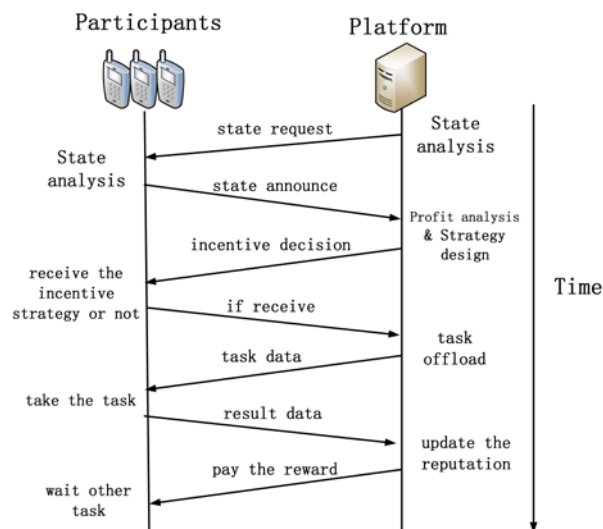 Participants
Platform
state request
State
analysis
State
analysis
state announce
Profit analysis
& Strategy
design
incentive decision
receive the
incentive
strategy or not
Time
if receive
task
offload
task data
take the task
result data
update the
reputation
pay the reward
wait other
task